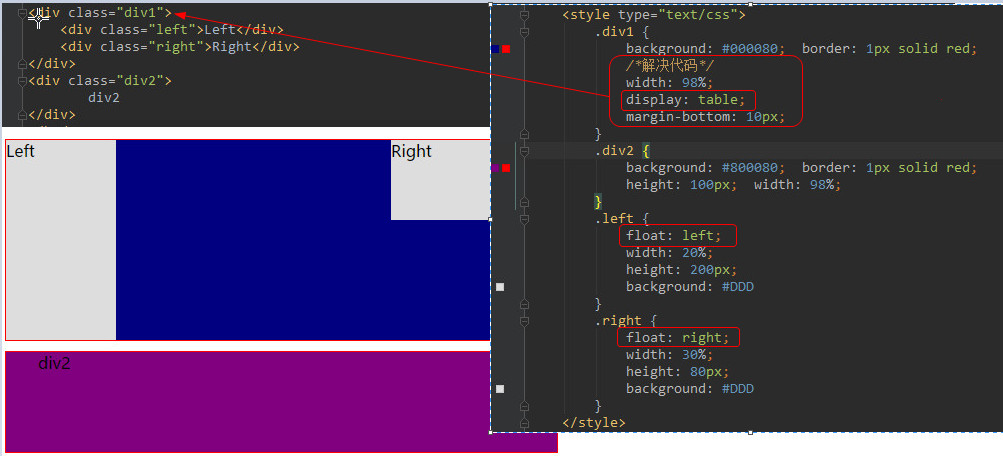 <div class="div1">
<div class="left">Left</div>
<div class="right">Right</div>
</div>
<div class="div2">
div2
</div>
Left
Right
div2
<style type="text/css">
.div1 {
background: #000080; border: 1px solid red;
/*解决代码*/
width: 98%;
display: table;
margin-bottom: 10px;
}
.div2 {
background: #800080; border: 1px solid red;
height: 100px; width: 98%;
}
.left {
float: left;
width: 20%;
height: 200px;
background: #DDD
}
.right {
float: right;
width: 30%;
height: 80px;
background: #DDD
}
</style>